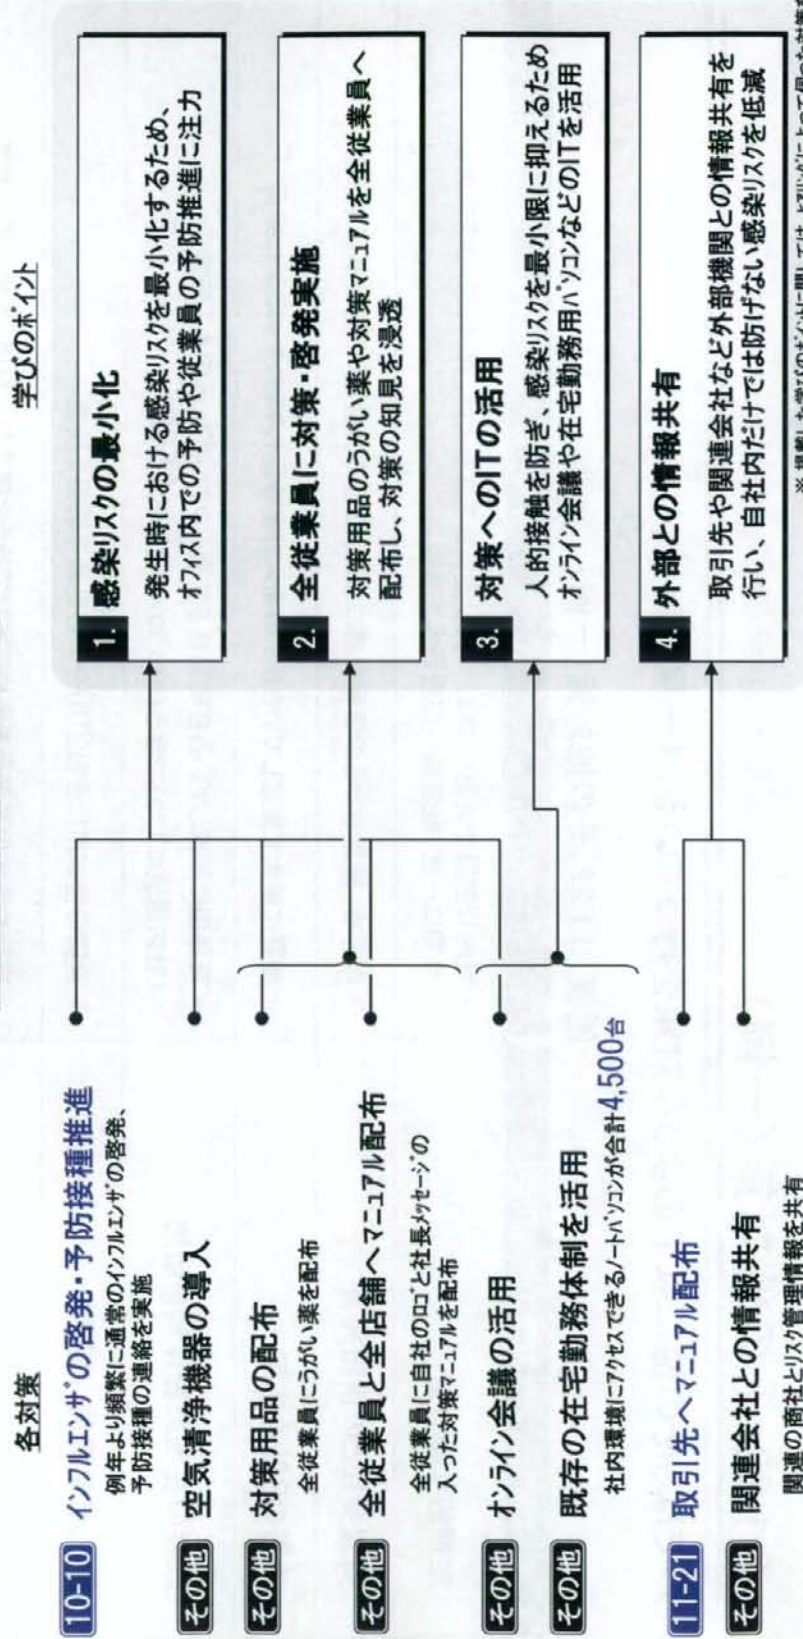 各対策
10-10 インフルエンザの啓発・予防接種推進
例年より頻繁に通常のインフルエンザの啓発、
予防接種の連絡を実施
その他 空気清浄機器の導入
その他 対策用品の配布
全従業員にうがい薬を配布
その他 全従業員と全店舗へマニュアル配布
全従業員に自社のロゴと社長メッセージの
入った対策マニュアルを配布
その他 オンライン会議の活用
その他 既存の在宅勤務体制を活用
社内環境にアクセスできるノートパソコンが合計4,500台
11-21 取引先へマニュアル配布
その他 関連会社との情報共有
関連の商社とリスク管理情報を共有
学びのポイント
1. 感染リスクの最小化
発生時における感染リスクを最小化するため、
オフィス内での予防や従業員の予防推進に注力
2. 全従業員に対策・啓発実施
対策用品のうがい薬や対策マニュアルを全従業員へ
配布し、対策の知見を浸透
3. 対策へのITの活用
人的接触を防ぎ、感染リスクを最小限に抑えるため
オンライン会議や在宅勤務用パソコンなどのITを活用
4. 外部との情報共有
取引先や関連会社など外部機関との情報共有を
行い、自社内だけでは防げない感染リスクを低減